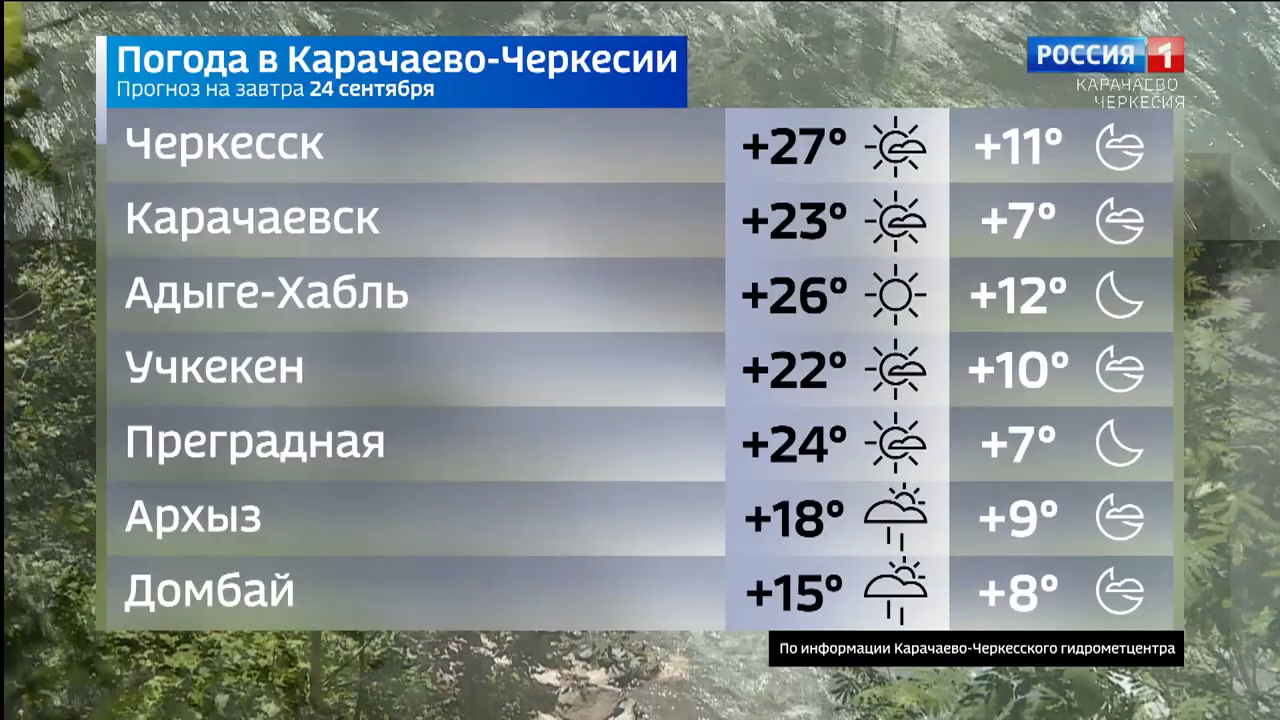 Погода в Карачаево-Черкесии
Прогноз на завтра 24 сентября
РОССИЯ 1
КАРАЧАЕВО
ЧЕРКЕСИЯ
Черкесск +27° +11°
Карачаевск +23° +7°
Адыге-Хабль +26° +12°
Учкекен +22° +10°
Преградная +24° +7°
Архыз +18° +9°
Домбай +15° +8°
По информации Карачаево-Черкесского гидрометцентра